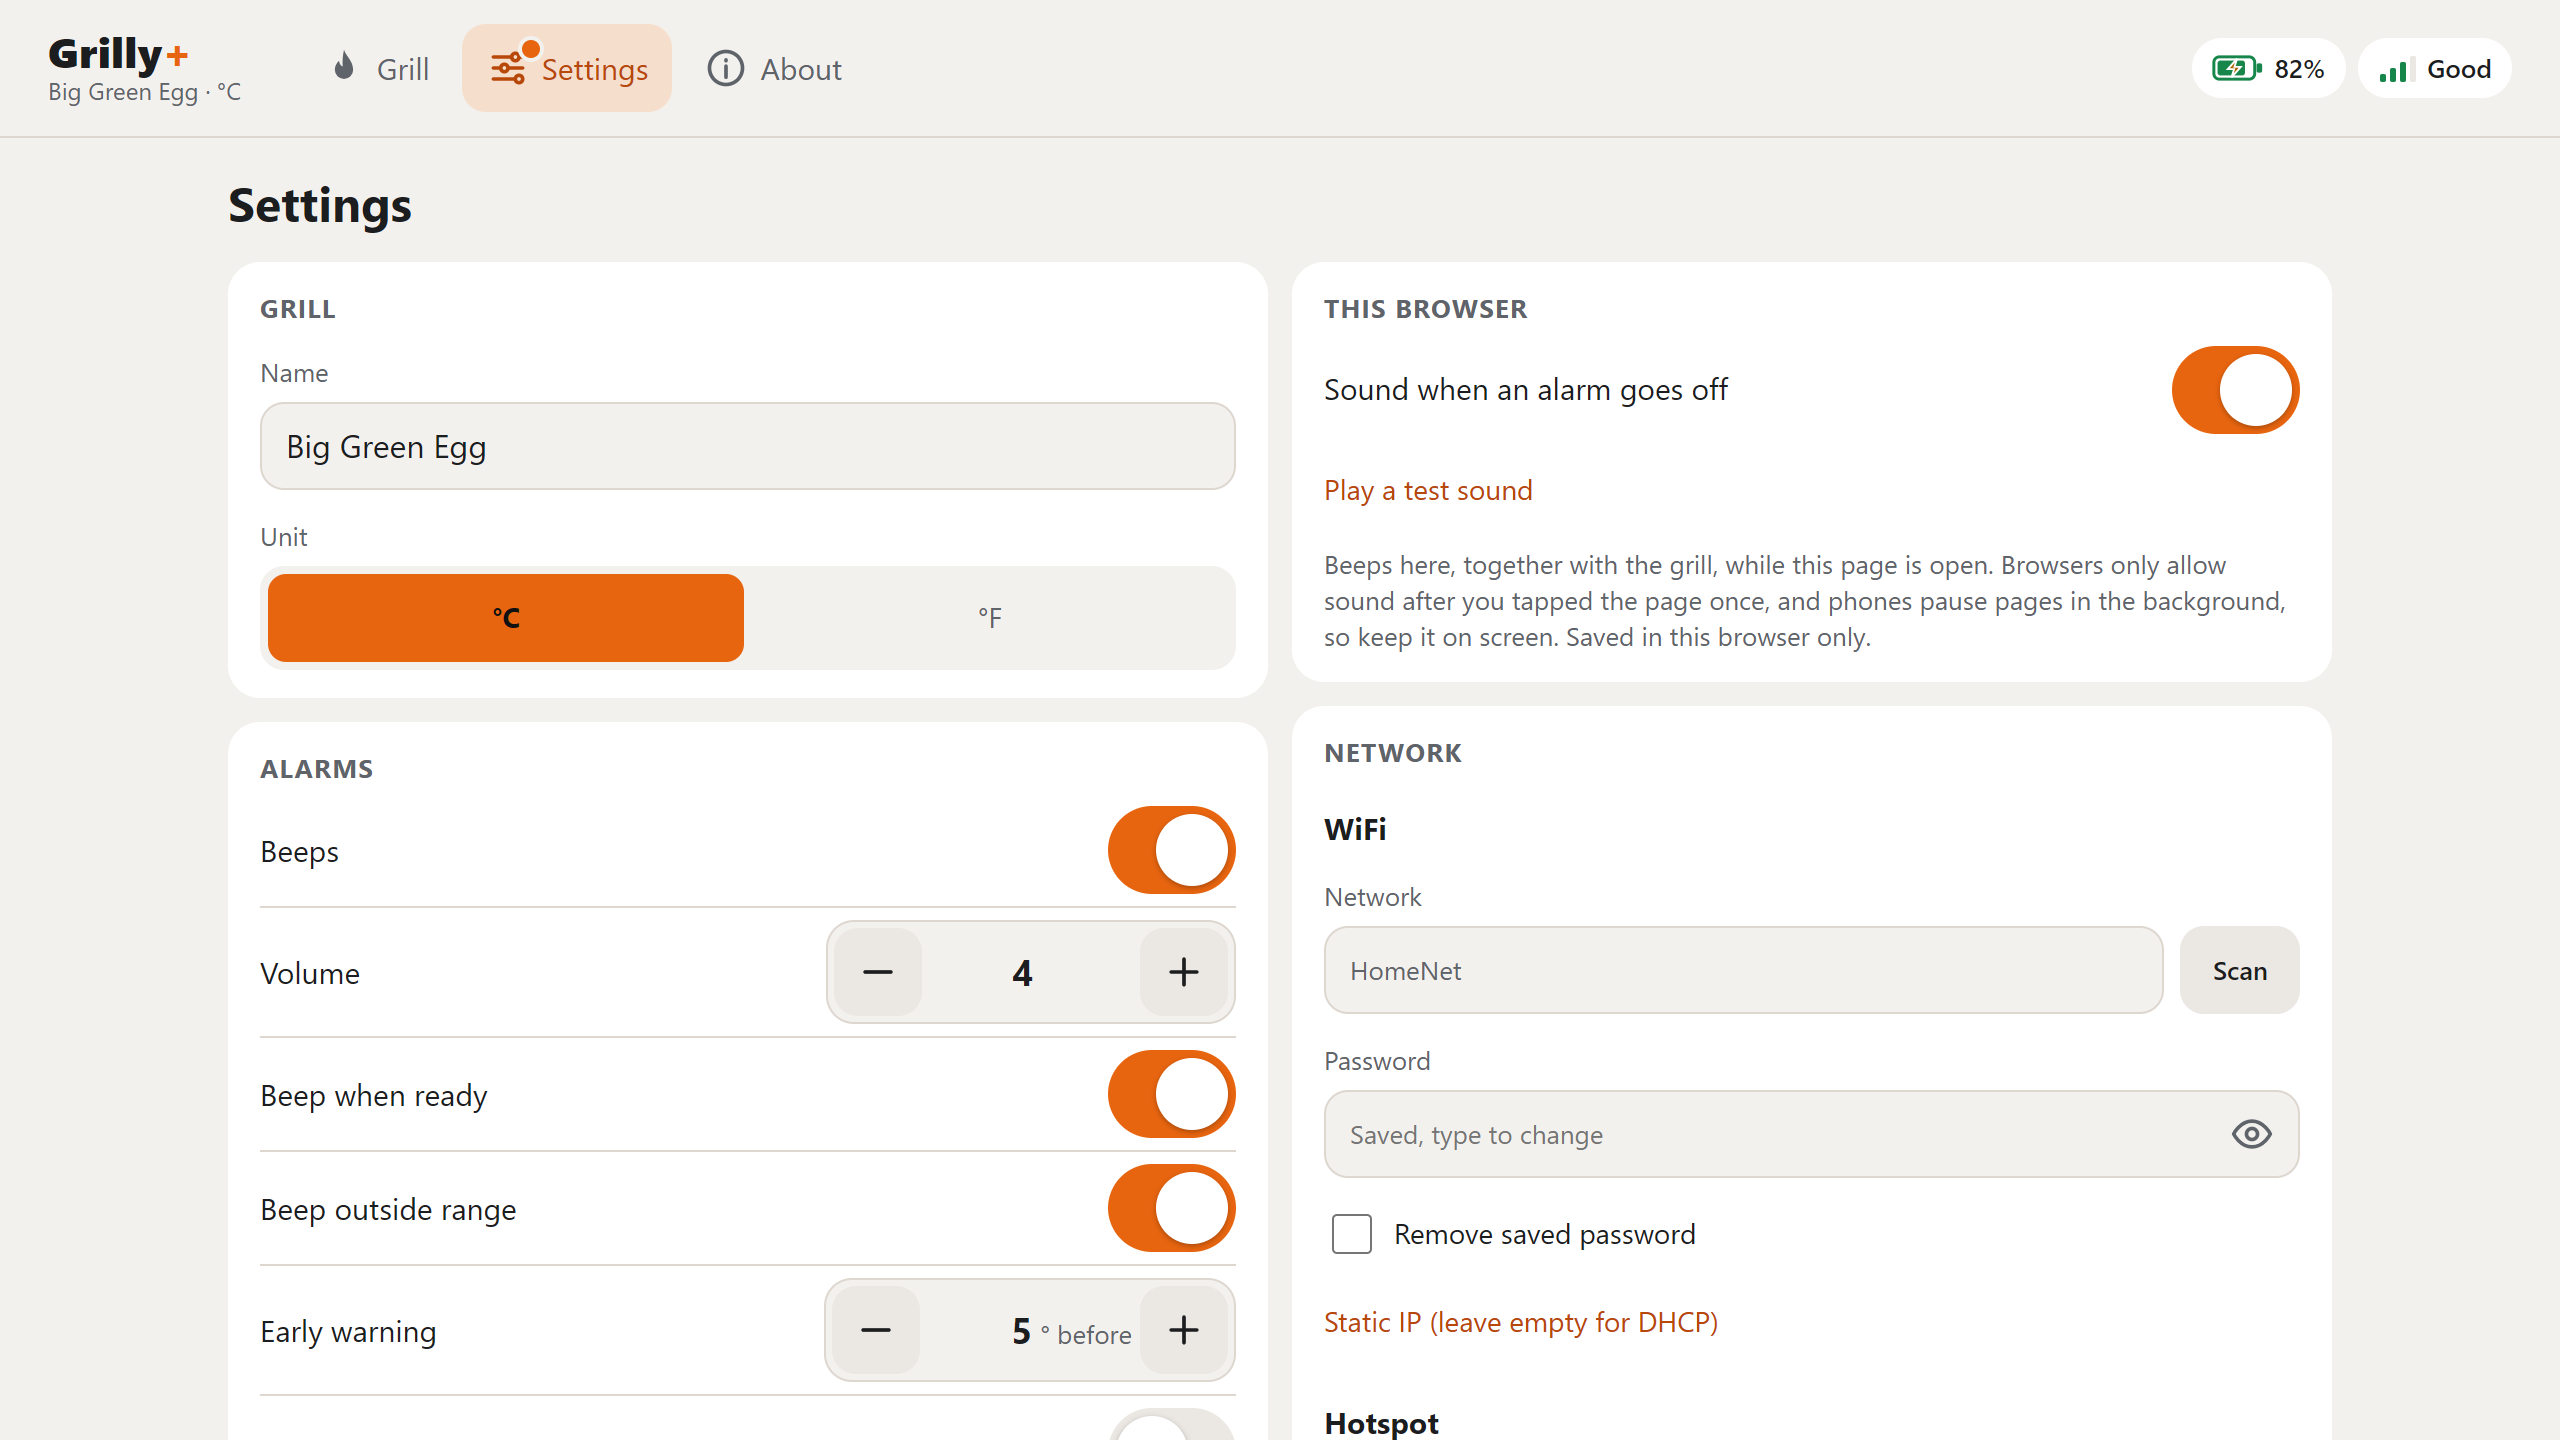 Grilly+
Big Green Egg · °C
Grill
Settings
About
82%
Good
Settings
GRILL
Name
Big Green Egg
Unit
°C
°F
ALARMS
Beeps
Volume
4
Beep when ready
Beep outside range
Early warning
5 ° before
THIS BROWSER
Sound when an alarm goes off
Play a test sound
Beeps here, together with the grill, while this page is open. Browsers only allow
sound after you tapped the page once, and phones pause pages in the background,
so keep it on screen. Saved in this browser only.
NETWORK
WiFi
Network
HomeNet
Scan
Password
Saved, type to change
Remove saved password
Static IP (leave empty for DHCP)
Hotspot